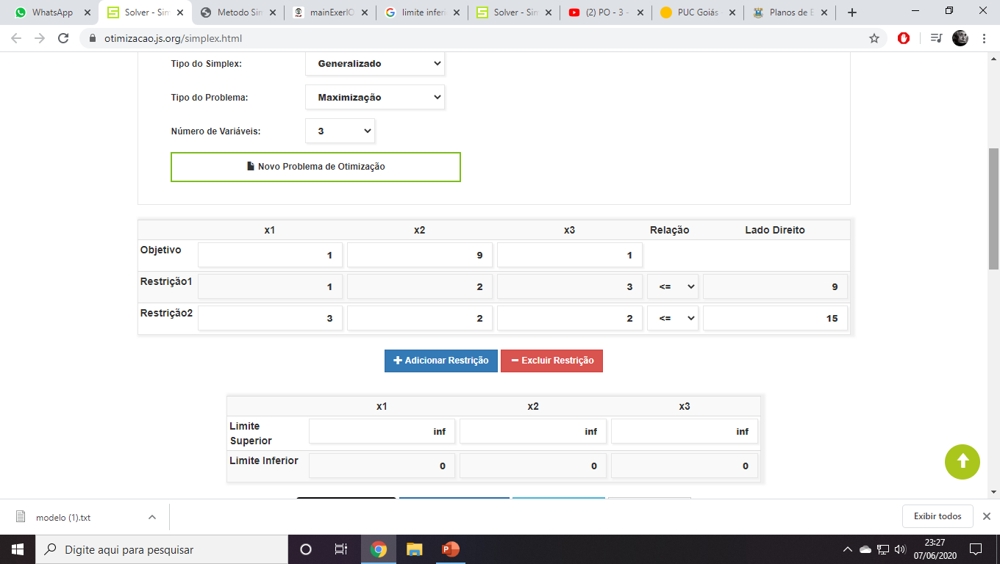 WhatsApp
Solver - Sim
Metodo Sim
mainExerIO
limite inferi
Solver - Sim
(2) PO - 3 -
PUC Goiás -
Planos de E
otimizacao.js.org/simplex.html
Tipo do Simplex: Generalizado
Tipo do Problema: Maximização
Número de Variáveis: 3
Novo Problema de Otimização
x1 x2 x3 Relação Lado Direito
Objetivo 1 9 1
Restrição1 1 2 3 <= 9
Restrição2 3 2 2 <= 15
Adicionar Restrição Excluir Restrição
x1 x2 x3
Limite
Superior inf inf inf
Limite Inferior 0 0 0
modelo (1).txt
Exibir todos
Digite aqui para pesquisar
23:27
07/06/2020